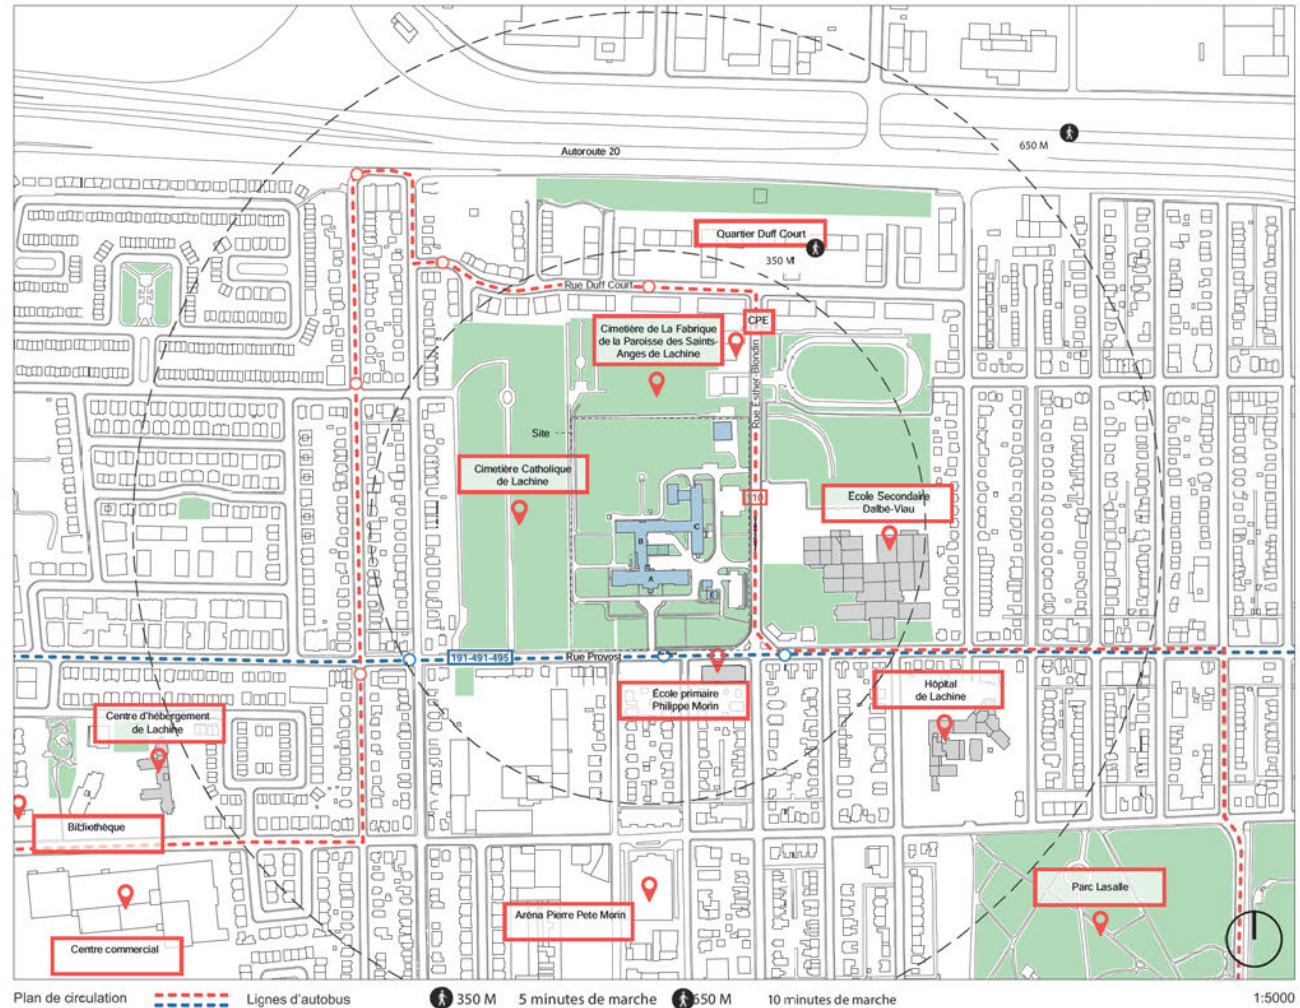 Autoroute 20
650 M
Quartier Duff Court
350 M
Rue Duff Court
CPE
Cimetière de La Fabrique
de la Paroisse des Saints-
Anges de Lachine
Rue Esther-Blondin
Site
Cimetière Catholique
de Lachine
110
École Secondaire
Dalbé-Viau
C
B
A
E
191-491-495
Rue Provost
École primaire
Philippe Morin
Hôpital
de Lachine
Centre d'hébergement
de Lachine
Bibliothèque
Parc Lasalle
Aréna Pierre Pete Morin
Centre commercial
Plan de circulation
Lignes d'autobus
350 M
5 minutes de marche
650 M
10 minutes de marche
1:5000